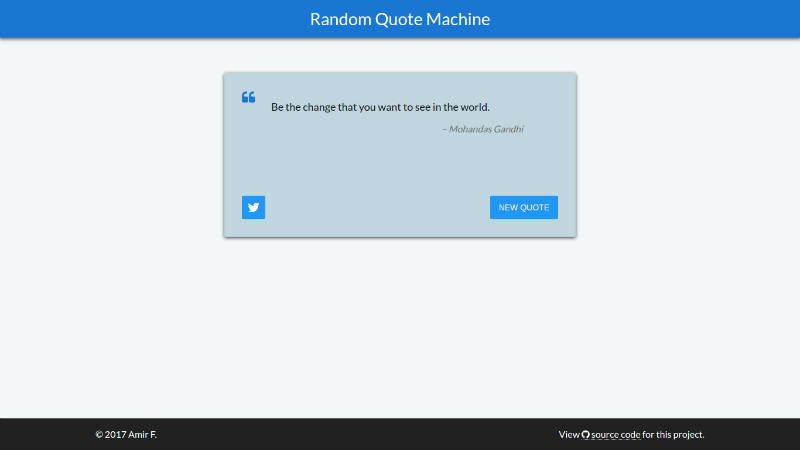 Random Quote Machine
Be the change that you want to see in the world.
– Mohandas Gandhi
NEW QUOTE
© 2017 Amir F.
View source code for this project.